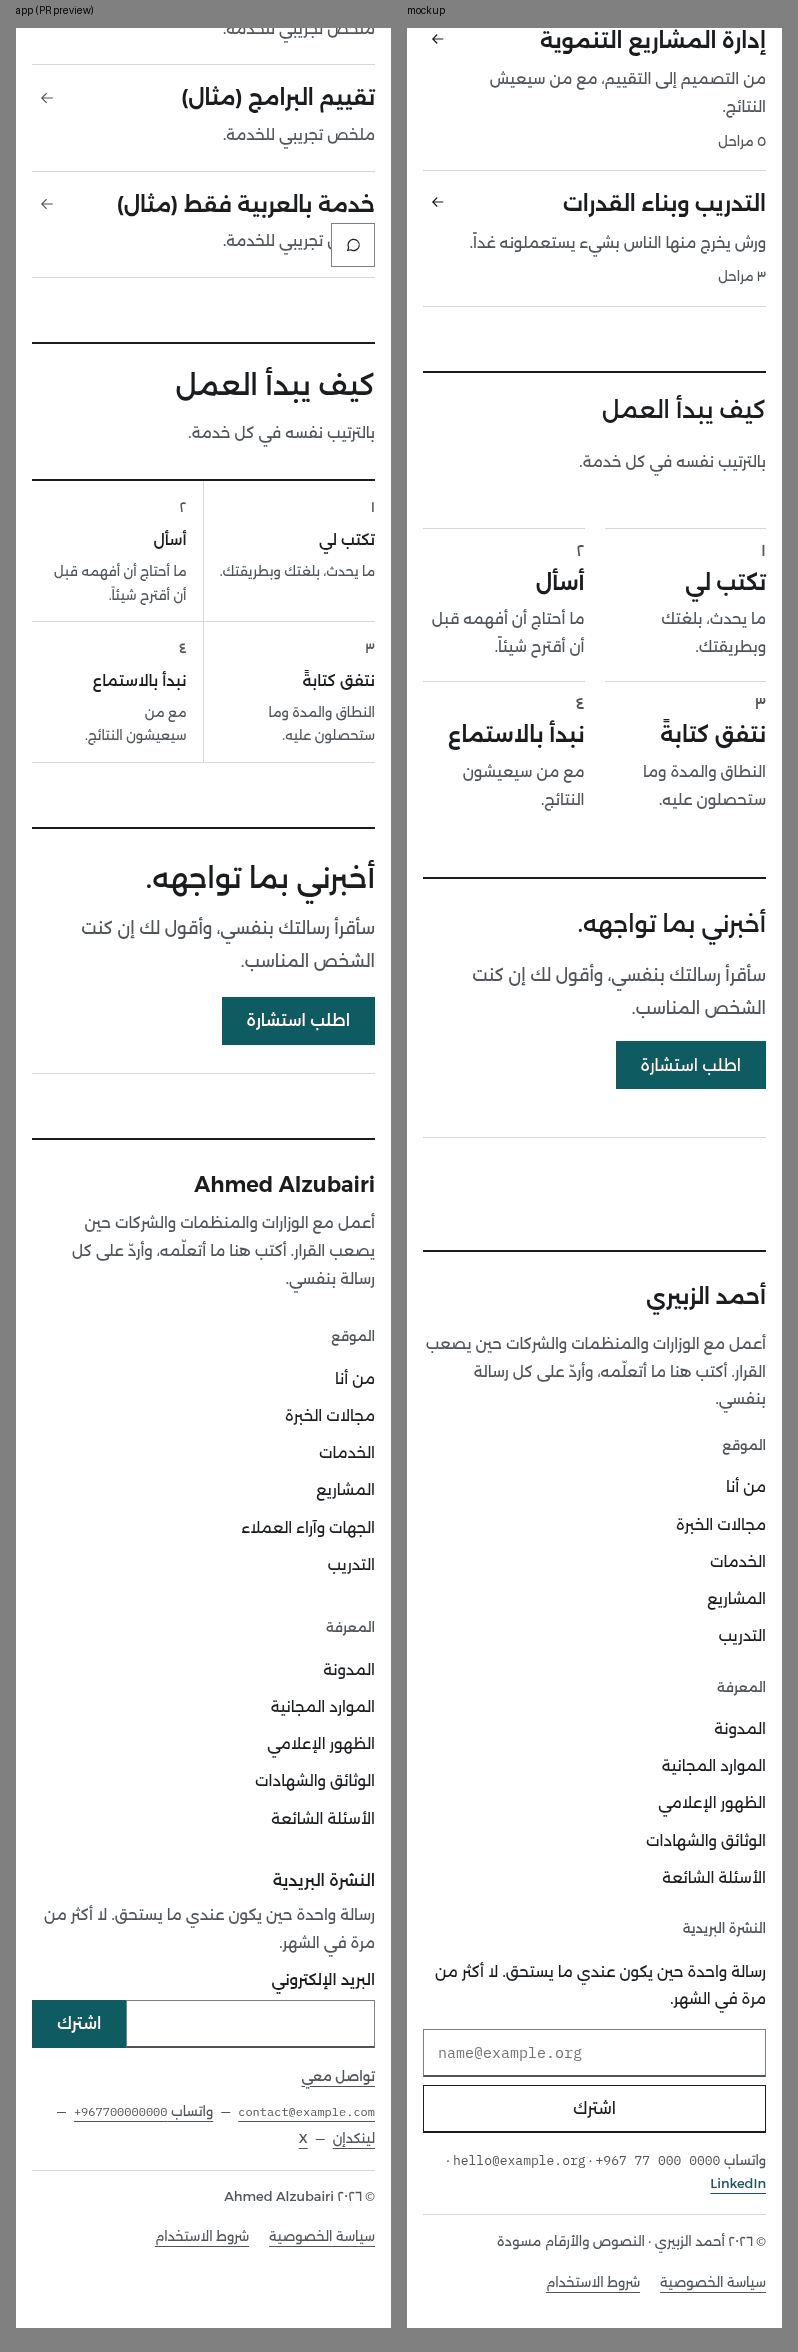 app (PR preview)
ملخص تجريبي للخدمة.
تقييم البرامج (مثال)
ملخص تجريبي للخدمة.
خدمة بالعربية فقط (مثال)
تجريبي للخدمة.
كيف يبدأ العمل
بالترتيب نفسه في كل خدمة.
١
تكتب لي
ما يحدث، بلغتك وبطريقتك.
٢
أسأل
ما أحتاج أن أفهمه قبل
أن أقترح شيئاً.
٣
نتفق كتابةً
النطاق والمدة وما
ستحصلون عليه.
٤
نبدأ بالاستماع
مع من
سيعيشون النتائج.
أخبرني بما تواجهه.
سأقرأ رسالتك بنفسي، وأقول لك إن كنت
الشخص المناسب.
اطلب استشارة
Ahmed Alzubairi
أعمل مع الوزارات والمنظمات والشركات حين
يصعب القرار. أكتب هنا ما أتعلّمه، وأردّ على كل
رسالة بنفسي.
الموقع
من أنا
مجالات الخبرة
الخدمات
المشاريع
الجهات وآراء العملاء
التدريب
المعرفة
المدونة
الموارد المجانية
الظهور الإعلامي
الوثائق والشهادات
الأسئلة الشائعة
النشرة البريدية
رسالة واحدة حين يكون عندي ما يستحق. لا أكثر من
مرة في الشهر.
البريد الإلكتروني
اشترك
تواصل معي
contact@example.com — واتساب +967700000000 —
لينكدإن — X
© ٢٠٢٦ Ahmed Alzubairi
سياسة الخصوصية شروط الاستخدام
mockup
إدارة المشاريع التنموية
من التصميم إلى التقييم، مع من سيعيش
النتائج.
٥ مراحل
التدريب وبناء القدرات
ورش يخرج منها الناس بشيء يستعملونه غداً.
٣ مراحل
كيف يبدأ العمل
بالترتيب نفسه في كل خدمة.
١
تكتب لي
ما يحدث، بلغتك
وبطريقتك.
٢
أسأل
ما أحتاج أن أفهمه قبل
أن أقترح شيئاً.
٣
نتفق كتابةً
النطاق والمدة وما
ستحصلون عليه.
٤
نبدأ بالاستماع
مع من سيعيشون
النتائج.
أخبرني بما تواجهه.
سأقرأ رسالتك بنفسي، وأقول لك إن كنت
الشخص المناسب.
اطلب استشارة
أحمد الزبيري
أعمل مع الوزارات والمنظمات والشركات حين يصعب
القرار. أكتب هنا ما أتعلّمه، وأردّ على كل رسالة
بنفسي.
الموقع
من أنا
مجالات الخبرة
الخدمات
المشاريع
التدريب
المعرفة
المدونة
الموارد المجانية
الظهور الإعلامي
الوثائق والشهادات
الأسئلة الشائعة
النشرة البريدية
رسالة واحدة حين يكون عندي ما يستحق. لا أكثر من
مرة في الشهر.
name@example.org
اشترك
واتساب +967 77 000 0000 · hello@example.org ·
LinkedIn
© ٢٠٢٦ أحمد الزبيري · النصوص والأرقام مسودة
سياسة الخصوصية شروط الاستخدام